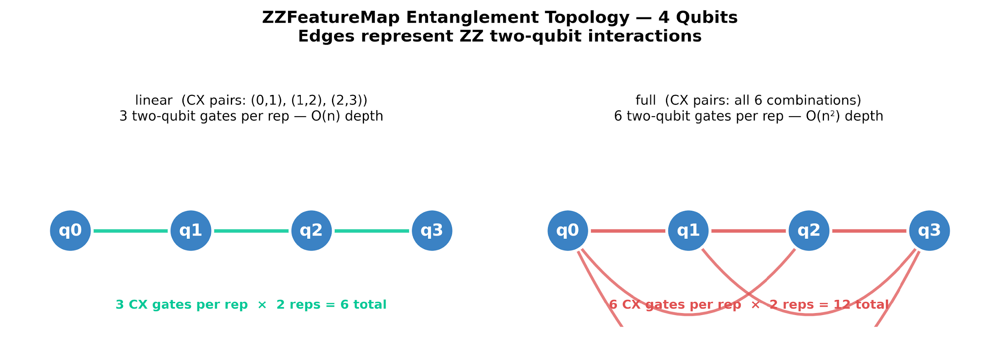 ZZFeatureMap Entanglement Topology — 4 Qubits
Edges represent ZZ two-qubit interactions
linear (CX pairs: (0,1), (1,2), (2,3))
3 two-qubit gates per rep — O(n) depth
q0 q1 q2 q3
3 CX gates per rep × 2 reps = 6 total
full (CX pairs: all 6 combinations)
6 two-qubit gates per rep — O(n²) depth
q0 q1 q2 q3
6 CX gates per rep × 2 reps = 12 total